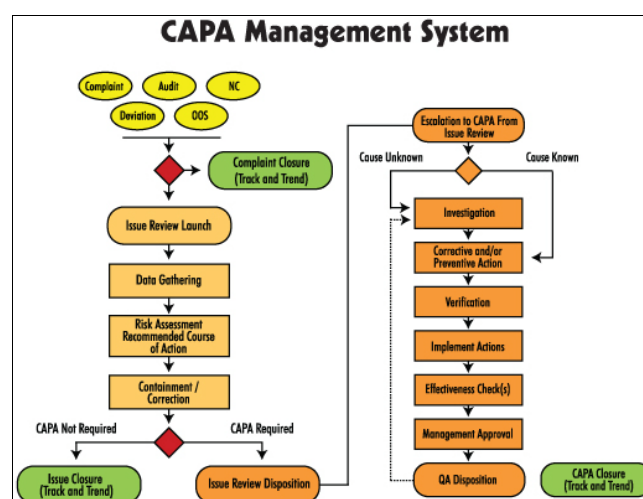 CAPA Management System
Complaint
Audit
NC
Deviation
OOS
Complaint Closure
(Track and Trend)
Issue Review Launch
Data Gathering
Risk Assessment
Recommended Course
of Action
Containment /
Correction
CAPA Not Required
CAPA Required
Issue Closure
(Track and Trend)
Issue Review Disposition
Escalation to CAPA From
Issue Review
Cause Unknown
Cause Known
Investigation
Corrective and/or
Preventive Action
Verification
Implement Actions
Effectiveness Check(s)
Management Approval
QA Disposition
CAPA Closure
(Track and Trend)